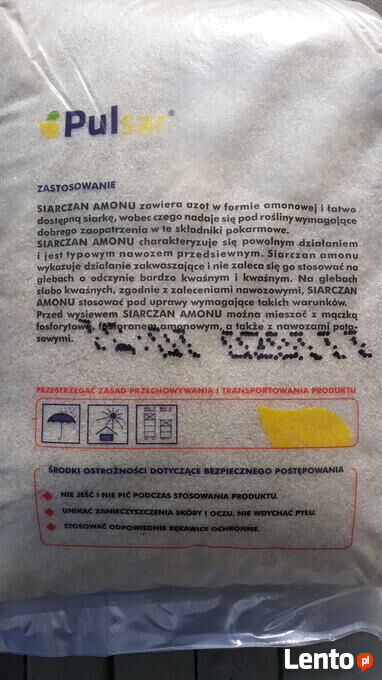 Pulsar®
ZASTOSOWANIE
SIARCZAN AMONU zawiera azot w formie amonowej i łatwo
dostępną siarkę, wobec czego nadaje się pod rośliny wymagające
dobrego zaopatrzenia w te składniki pokarmowe.
SIARCZAN AMONU charakteryzuje się powolnym działaniem
i jest typowym nawozem przedsiewnym. Siarczan amonu
wykazuje działanie zakwaszające i nie zaleca się go stosować na
glebach o odczynie bardzo kwaśnym i kwaśnym. Na glebach
słabo kwaśnych, zgodnie z zaleceniami nawozowymi, SIARCZAN
AMONU stosować pod uprawy wymagające takich warunków.
Przed wysiewem SIARCZAN AMONU można mieszać z mączką
fosforytową, fosforanem amonowym, a także z nawozami pota-
sowymi.
PRZESTRZEGAĆ ZASAD PRZECHOWYWANIA I TRANSPORTOWANIA PRODUKTU
ŚRODKI OSTROŻNOŚCI DOTYCZĄCE BEZPIECZNEGO POSTĘPOWANIA
NIE JEŚĆ I NIE PIĆ PODCZAS STOSOWANIA PRODUKTU.
UNIKAĆ ZANIECZYSZCZENIA SKÓRY I OCZU, NIE WDYCHAĆ PYŁU.
STOSOWAĆ ODPOWIEDNIE RĘKAWICE OCHRONNE.
Lento.pl